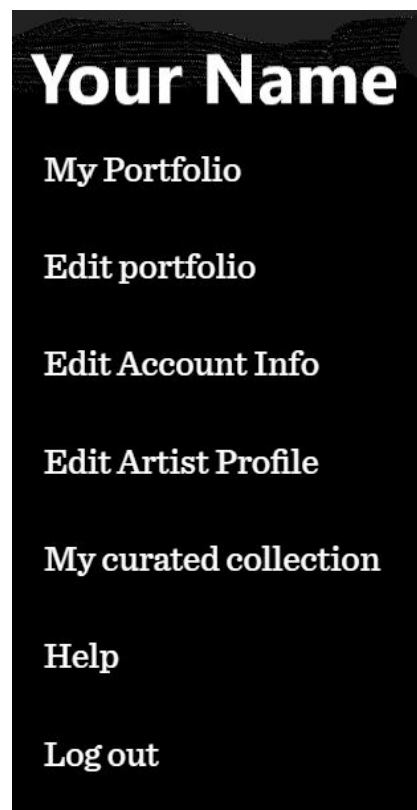 Your Name
My Portfolio
Edit portfolio
Edit Account Info
Edit Artist Profile
My curated collection
Help
Log out